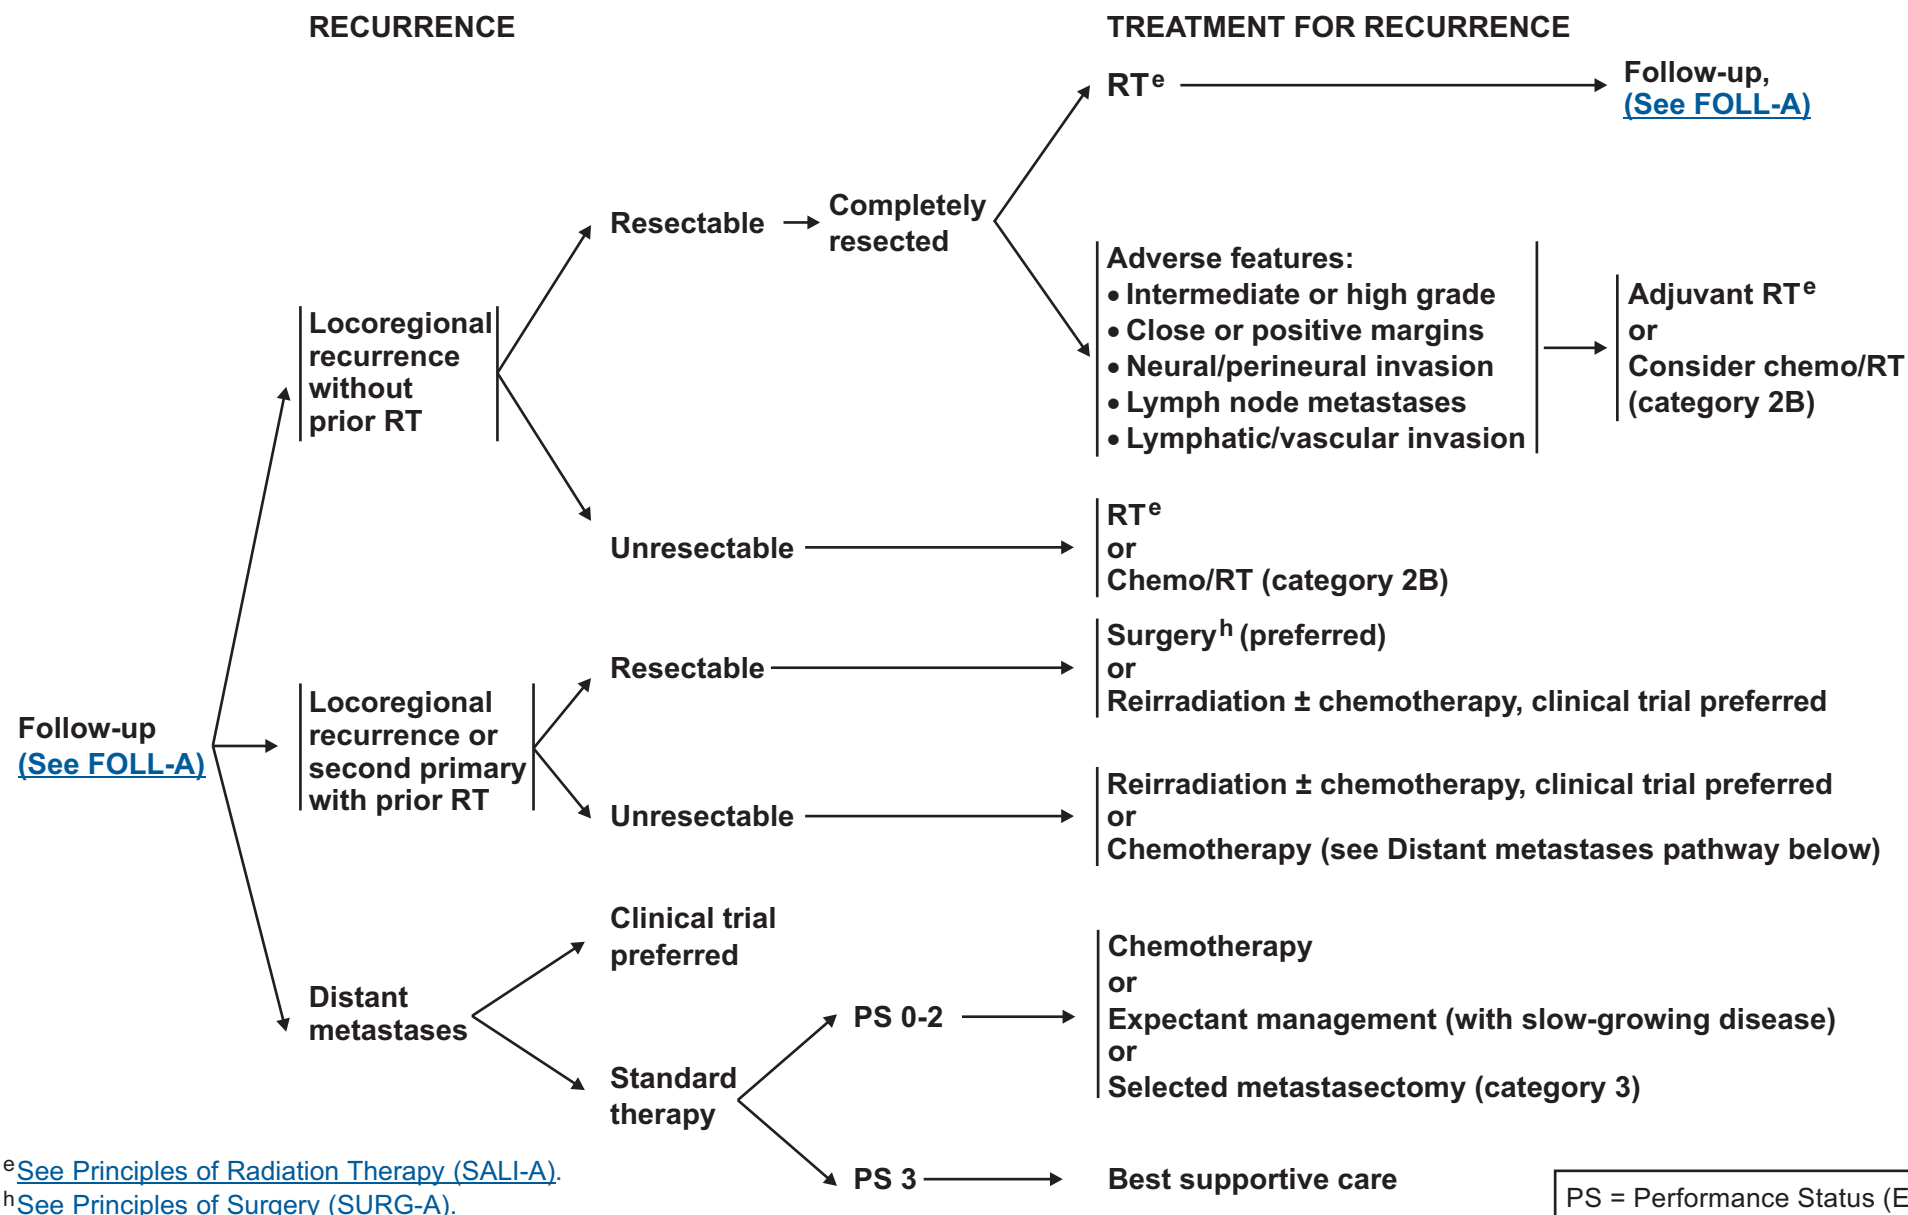 RECURRENCE
TREATMENT FOR RECURRENCE
RTᵉ
Follow-up,
(See FOLL-A)
Resectable
Completely
resected
Adverse features:
• Intermediate or high grade
• Close or positive margins
• Neural/perineural invasion
• Lymph node metastases
• Lymphatic/vascular invasion
Adjuvant RTᵉ
or
Consider chemo/RT
(category 2B)
Locoregional
recurrence
without
prior RT
Unresectable
RTᵉ
or
Chemo/RT (category 2B)
Follow-up
(See FOLL-A)
Locoregional
recurrence or
second primary
with prior RT
Resectable
Surgeryʰ (preferred)
or
Reirradiation ± chemotherapy, clinical trial preferred
Unresectable
Reirradiation ± chemotherapy, clinical trial preferred
or
Chemotherapy (see Distant metastases pathway below)
Distant
metastases
Clinical trial
preferred
Standard
therapy
PS 0-2
Chemotherapy
or
Expectant management (with slow-growing disease)
or
Selected metastasectomy (category 3)
PS 3
Best supportive care
ᵉSee Principles of Radiation Therapy (SALI-A).
ʰSee Principles of Surgery (SURG-A).
PS = Performance Status (E